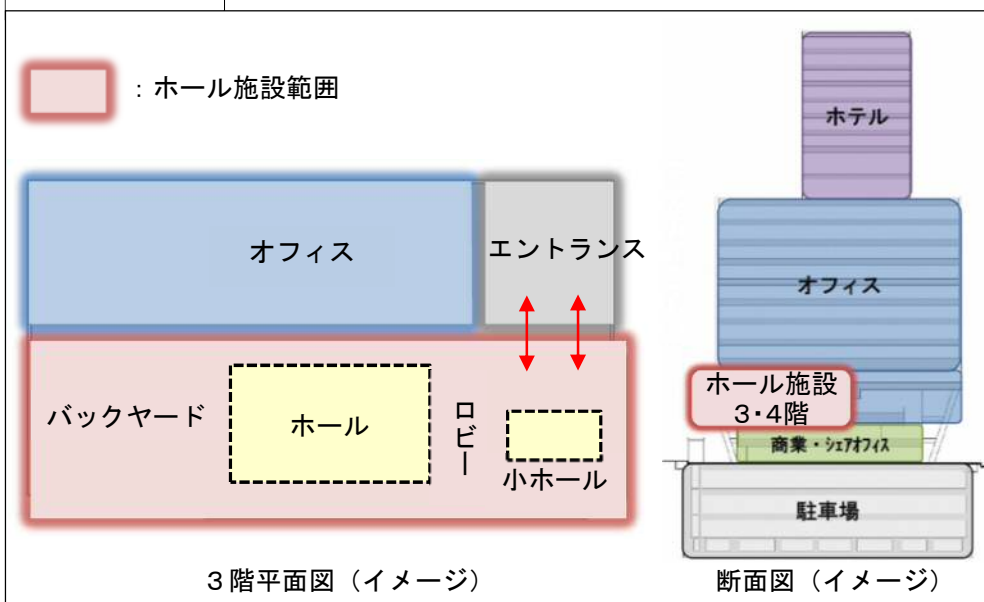 ：ホール施設範囲
オフィス
エントランス
バックヤード
ホール
ロビー
小ホール
３階平面図（イメージ）
ホテル
オフィス
ホール施設
3・4階
商業・シェアオフィス
駐車場
断面図（イメージ）